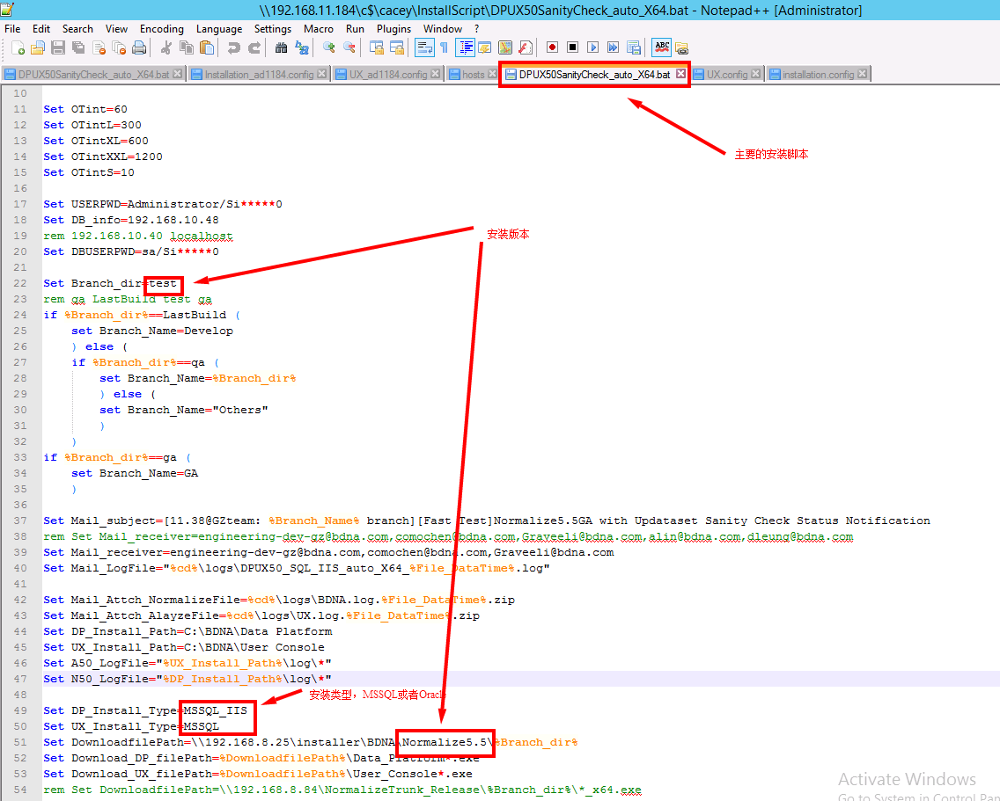 \\192.168.11.184\c$\cacey\InstallScript\DPUX50SanityCheck_auto_X64.bat - Notepad++ [Administrator]
File Edit Search View Encoding Language Settings Macro Run Plugins Window ?
DPUX50SanityCheck_auto_X64.bat Installation_ad1184.config UX_ad1184.config hosts DPUX50SanityCheck_auto_X64.bat UX.config installation.config
主要的安装脚本
10
11 Set OTint=60
12 Set OTintL=300
13 Set OTintXL=600
14 Set OTintXXL=1200
15 Set OTintS=10
16
17 Set USERPWD=Administrator/Si*****0
18 Set DB_info=192.168.10.48
19 rem 192.168.10.40 localhost
安装版本
20 Set DBUSERPWD=sa/Si*****0
21
22 Set Branch_dir=test
23 rem ga LastBuild test qa
24 if %Branch_dir%==LastBuild (
25 set Branch_Name=Develop
26 ) else (
27 if %Branch_dir%==qa (
28 set Branch_Name=%Branch_dir%
29 ) else (
30 set Branch_Name="Others"
31 )
32 )
33 if %Branch_dir%==ga (
34 set Branch_Name=GA
35 )
36
37 Set Mail_subject=[11.38@GZteam: %Branch_Name% branch][Fast Test]Normalize5.5GA with Updataset Sanity Check Status Notification
38 rem Set Mail_receiver=engineering-dev-gz@bdna.com,comochen@bdna.com,Graveeli@bdna.com,alin@bdna.com,dleung@bdna.com
39 Set Mail_receiver=engineering-dev-gz@bdna.com,comochen@bdna.com,Graveeli@bdna.com
40 Set Mail_LogFile="%cd%\logs\DPUX50_SQL_IIS_auto_X64_%File_DataTime%.log"
41
42 Set Mail_Attch_NormalizeFile=%cd%\logs\BDNA.log.%File_DataTime%.zip
43 Set Mail_Attch_AlayzeFile=%cd%\logs\UX.log.%File_DataTime%.zip
44 Set DP_Install_Path=C:\BDNA\Data Platform
45 Set UX_Install_Path=C:\BDNA\User Console
46 Set A50_LogFile="%UX_Install_Path%\log\*"
47 Set N50_LogFile="%DP_Install_Path%\log\*"
48
安装类型，MSSQL或者Oracle
49 Set DP_Install_Type=MSSQL_IIS
50 Set UX_Install_Type=MSSQL
51 Set DownloadfilePath=\\192.168.8.25\installer\BDNA\Normalize5.5\%Branch_dir%
52 Set Download_DP_filePath=%DownloadfilePath%\Data_Platform*.exe
53 Set Download_UX_filePath=%DownloadfilePath%\User_Console*.exe
54 rem Set DownloadfilePath=\\192.168.8.84\NormalizeTrunk_Release\%Branch_dir%\*_x64.exe
Activate Windows
Go to System in Control Pan